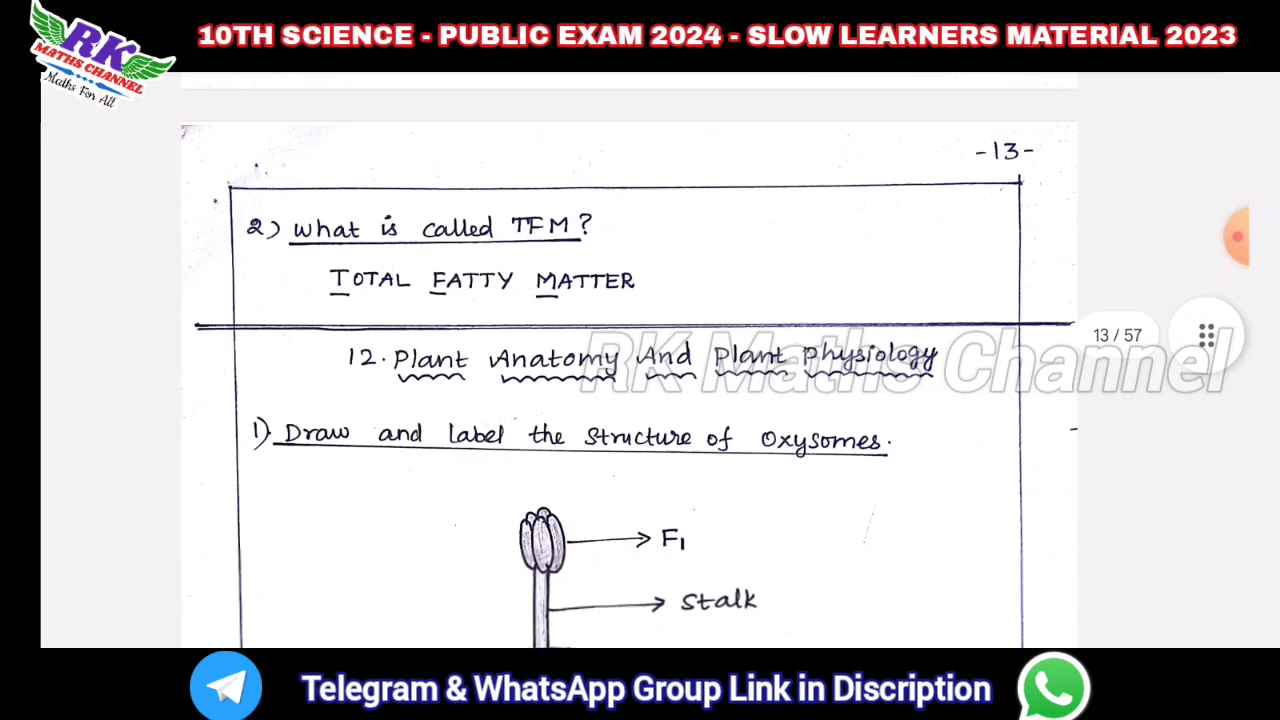 10TH SCIENCE - PUBLIC EXAM 2024 - SLOW LEARNERS MATERIAL 2023
RK
MATHS CHANNEL
Maths For All
-13-
2) What is called TFM?
TOTAL FATTY MATTER
13 / 57
12. Plant Anatomy And Plant Physiology
RK Maths Channel
1). Draw and label the structure of Oxysomes.
F1
Stalk
Telegram & WhatsApp Group Link in Discription